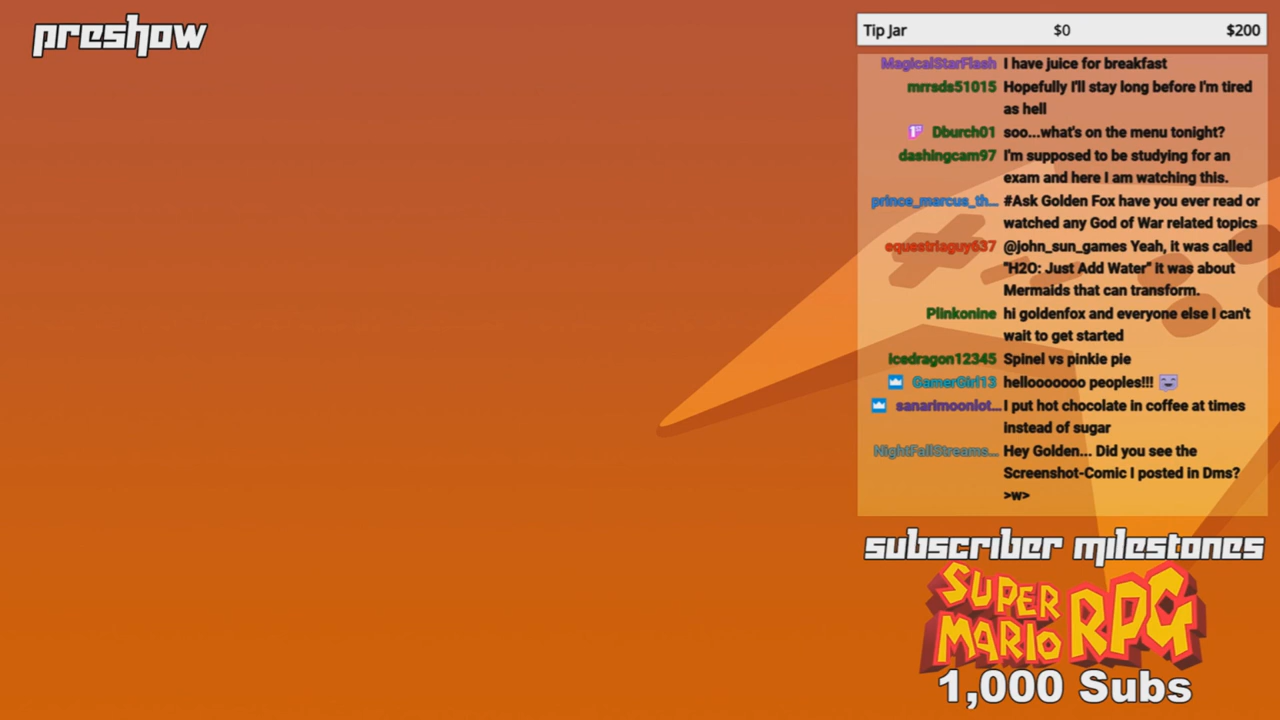 preshow
Tip Jar $0 $200
MagicalStarFlash I have juice for breakfast
mrrsds51015 Hopefully I'll stay long before I'm tired
as hell
Dburch01 soo...what's on the menu tonight?
dashingcam97 I'm supposed to be studying for an
exam and here I am watching this.
prince_marcus_th... #Ask Golden Fox have you ever read or
watched any God of War related topics
equestriaguy637 @john_sun_games Yeah, it was called
"H2O: Just Add Water" it was about
Mermaids that can transform.
Plinkonine hi goldenfox and everyone else I can't
wait to get started
Icedragon12345 Spinel vs pinkie pie
GamerGirl13 hellooooooo peoples!!!
sanarimoonlot... I put hot chocolate in coffee at times
instead of sugar
NightFallStreams... Hey Golden... Did you see the
Screenshot-Comic I posted in Dms?
>w>
subscriber milestones
SUPER
MARIO RPG
1,000 Subs